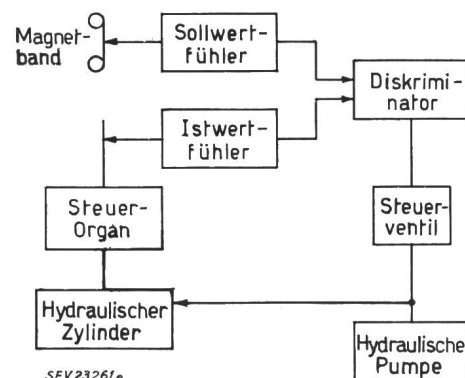 Magnet-
band
Sollwert-
fühler
Diskrimi-
nator
Istwert-
fühler
Steuer-
Organ
Steuer-
ventil
Hydraulischer
Zylinder
Hydraulische
Pumpe
SEV23261e